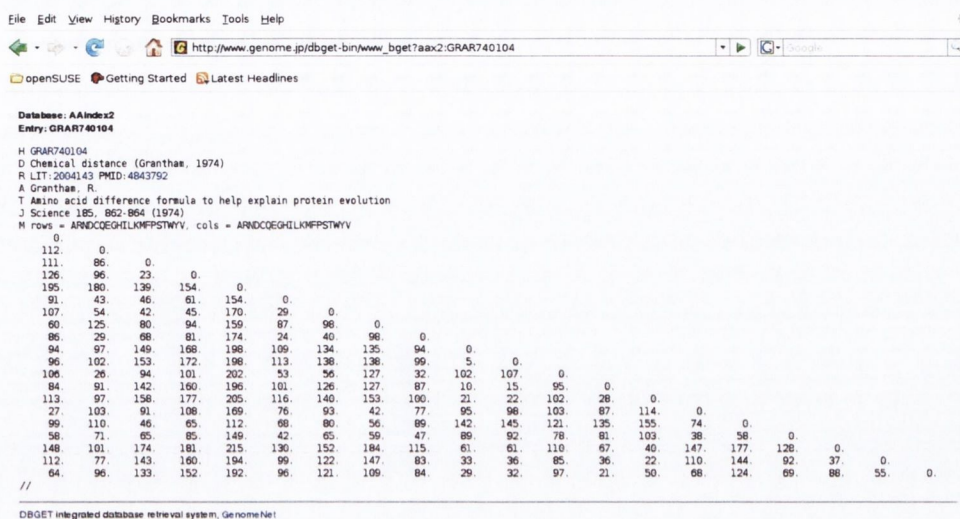 File Edit View History Bookmarks Tools Help
http://www.genome.jp/dbget-bin/www_bget?aax2:GRAR740104 Google
openSUSE Getting Started Latest Headlines
Database: AAindex2
Entry: GRAR740104
H GRAR740104
D Chemical distance (Grantham, 1974)
R LIT:2004143 PMID:4843792
A Grantham, R.
T Amino acid difference formula to help explain protein evolution
J Science 185, 862-864 (1974)
M rows = ARNDCQEGHILKMFPSTWYV, cols = ARNDCQEGHILKMFPSTWYV
0.
112. 0.
111. 86. 0.
126. 96. 23. 0.
195. 180. 139. 154. 0.
91. 43. 46. 61. 154. 0.
107. 54. 42. 45. 170. 29. 0.
60. 125. 80. 94. 159. 87. 98. 0.
86. 29. 68. 81. 174. 24. 40. 98. 0.
94. 97. 149. 168. 198. 109. 134. 135. 94. 0.
96. 102. 153. 172. 198. 113. 138. 138. 99. 5. 0.
106. 26. 94. 101. 202. 53. 56. 127. 32. 102. 107. 0.
84. 91. 142. 160. 196. 101. 126. 127. 87. 10. 15. 95. 0.
113. 97. 158. 177. 205. 116. 140. 153. 100. 21. 22. 102. 28. 0.
27. 103. 91. 108. 169. 76. 93. 42. 77. 95. 98. 103. 87. 114. 0.
99. 110. 46. 65. 112. 68. 80. 56. 89. 142. 145. 121. 135. 155. 74. 0.
58. 71. 65. 85. 149. 42. 65. 59. 47. 89. 92. 78. 81. 103. 38. 58. 0.
148. 101. 174. 181. 215. 130. 152. 184. 115. 61. 61. 110. 67. 40. 147. 177. 128. 0.
112. 77. 143. 160. 194. 99. 122. 147. 83. 33. 36. 85. 36. 22. 110. 144. 92. 37. 0.
64. 96. 133. 152. 192. 96. 121. 109. 84. 29. 32. 97. 21. 50. 68. 124. 69. 88. 55. 0.
//
DBGET integrated database retrieval system, GenomeNet